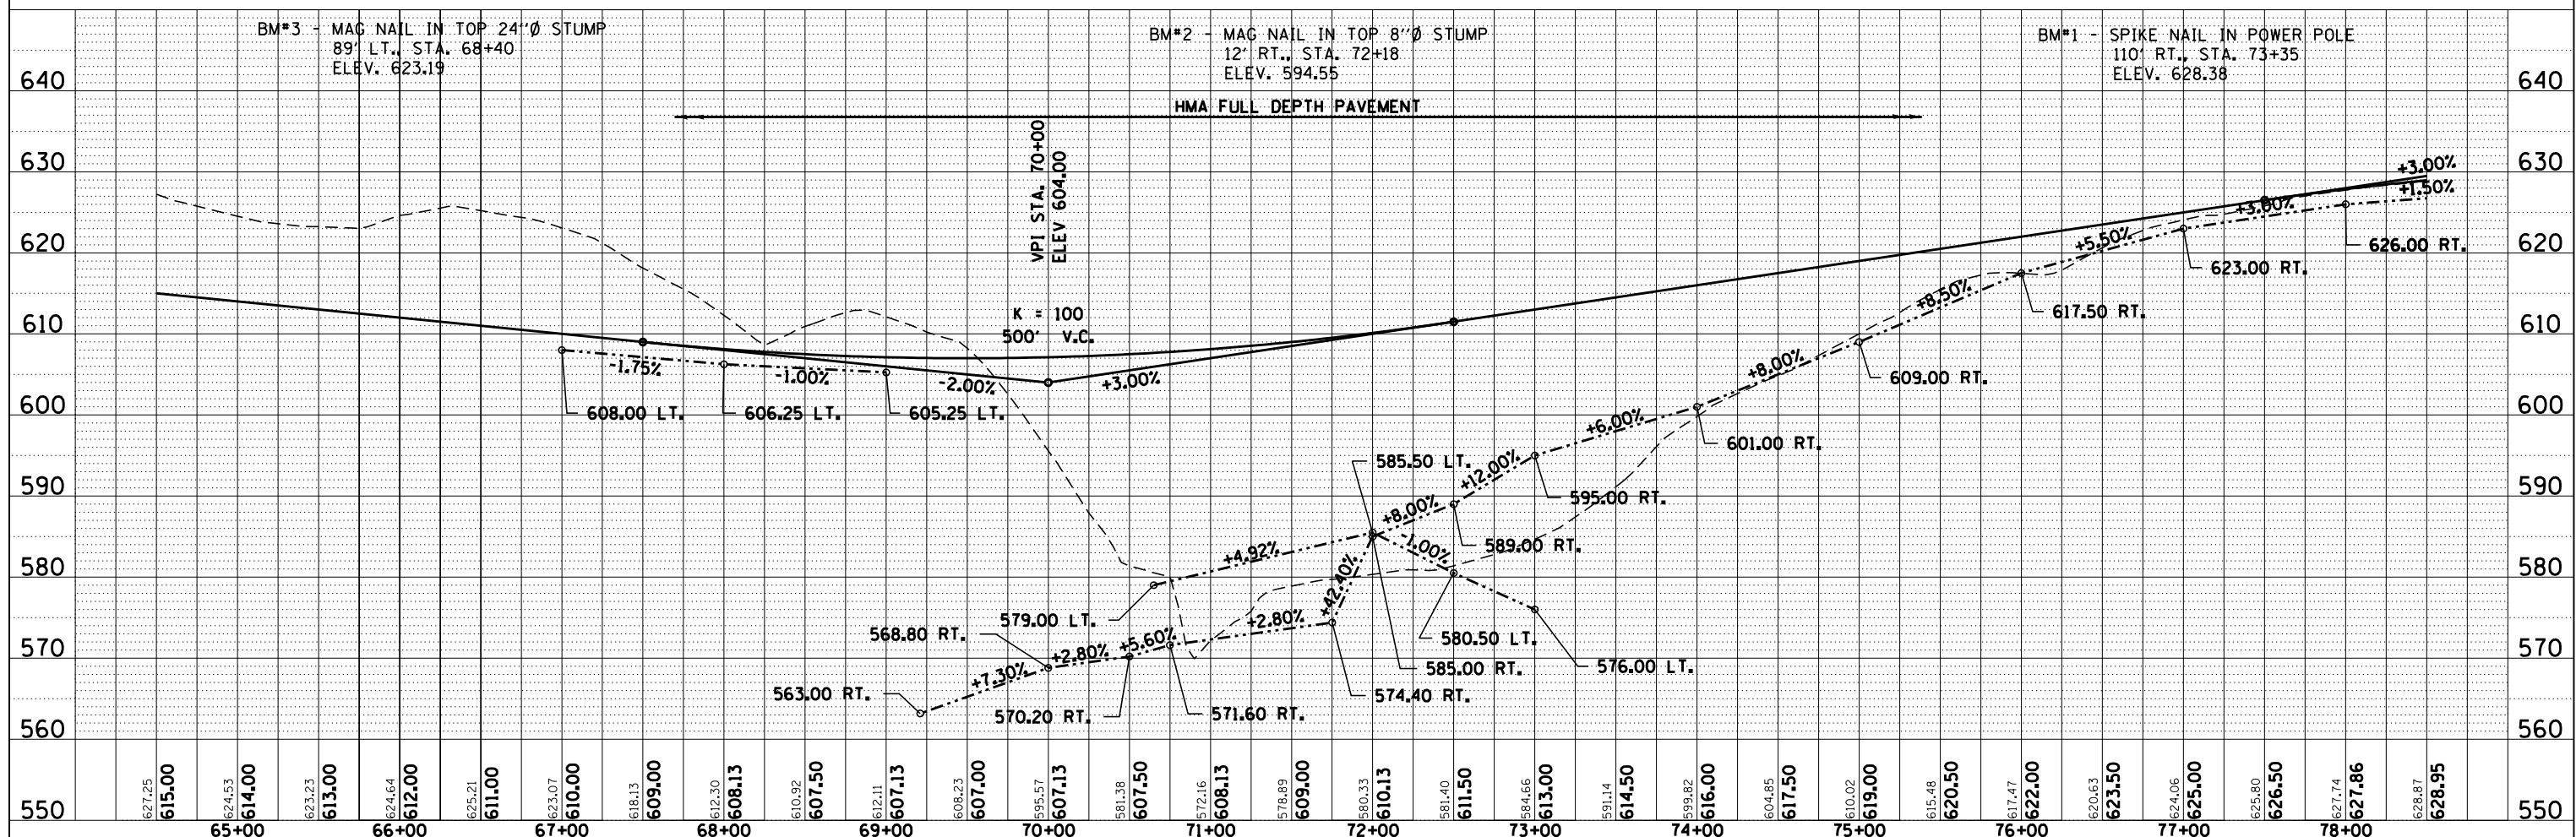 BM#3 - MAG NAIL IN TOP 24''Ø STUMP
89' LT., STA. 68+40
ELEV. 623.19
BM#2 - MAG NAIL IN TOP 8''Ø STUMP
12' RT., STA. 72+18
ELEV. 594.55
BM#1 - SPIKE NAIL IN POWER POLE
110' RT., STA. 73+35
ELEV. 628.38
640 640
HMA FULL DEPTH PAVEMENT
VPI STA. 70+00
ELEV 604.00
630 630
+3.00%
+1.50%
+3.00%
620 620
+5.50%
626.00 RT.
623.00 RT.
+8.50%
617.50 RT.
610 610
K = 100
500' V.C.
-1.75%
-1.00%
-2.00%
+3.00%
+8.00%
609.00 RT.
608.00 LT.
606.25 LT.
605.25 LT.
600 600
+6.00%
601.00 RT.
585.50 LT.
+12.00%
590 590
595.00 RT.
+8.00%
-1.00%
589.00 RT.
+4.92%
580 580
+42.40%
579.00 LT.
568.80 RT.
+5.60%
+2.80%
580.50 LT.
570 570
+7.30%
+2.80%
585.00 RT.
576.00 LT.
563.00 RT.
574.40 RT.
570.20 RT.
571.60 RT.
560 560
627.25
615.00
624.53
614.00
623.23
613.00
624.64
612.00
625.21
611.00
623.07
610.00
618.13
609.00
612.30
608.13
610.92
607.50
612.11
607.13
608.23
607.00
595.57
607.13
581.38
607.50
572.16
608.13
578.89
609.00
580.33
610.13
581.40
611.50
584.66
613.00
591.14
614.50
599.82
616.00
604.85
617.50
610.02
619.00
615.48
620.50
617.47
622.00
620.63
623.50
624.06
625.00
625.80
626.50
627.74
627.86
628.87
628.95
550 550
65+00 66+00 67+00 68+00 69+00 70+00 71+00 72+00 73+00 74+00 75+00 76+00 77+00 78+00